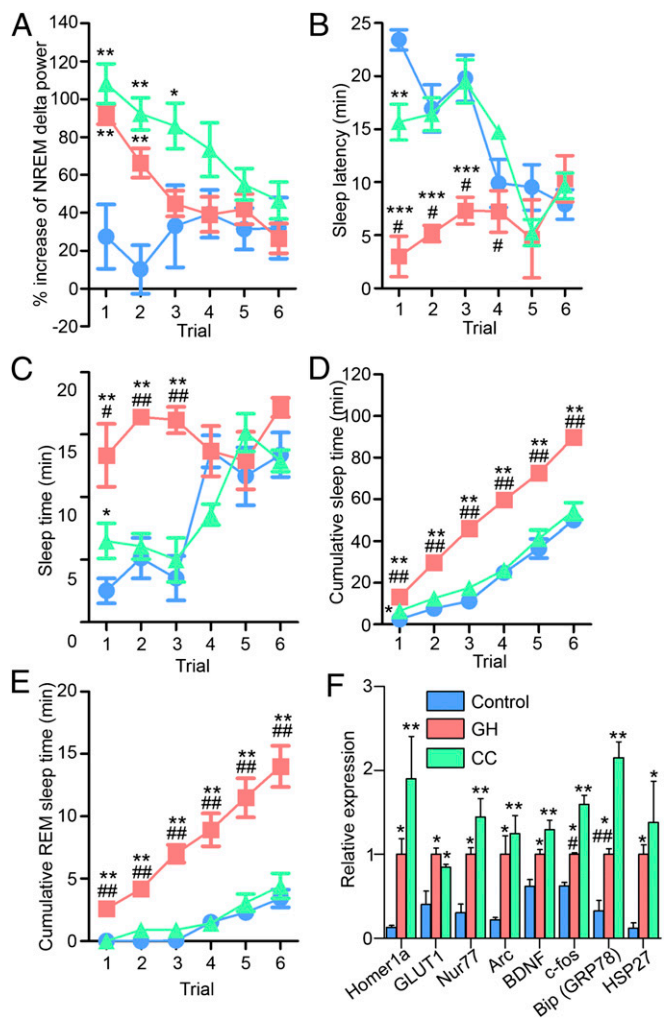 A
% increase of NREM delta power
140
120
100
80
60
40
20
0
-20
** ** *
** **
1 2 3 4 5 6
Trial
B
Sleep latency (min)
25
20
15
10
5
0
**
*** *** ***
# # # #
1 2 3 4 5 6
Trial
C
Sleep time (min)
20
15
10
5
0
** ** **
# ## ##
*
1 2 3 4 5 6
Trial
D
Cumulative sleep time (min)
120
100
80
60
40
20
0
** ** ** ** ** **
## ## ## ## ## ##
*
1 2 3 4 5 6
Trial
E
Cumulative REM sleep time (min)
20
15
10
5
0
** ** ** ** ** **
## ## ## ## ## ##
1 2 3 4 5 6
Trial
F
Relative expression
3
2
1
0
Control
GH
CC
* ** * * * ** * ** * ** * ** * ** * *
# ##
Homer1a
GLUT1
Nur77
Arc
BDNF
c-fos
Bip (GRP78)
HSP27